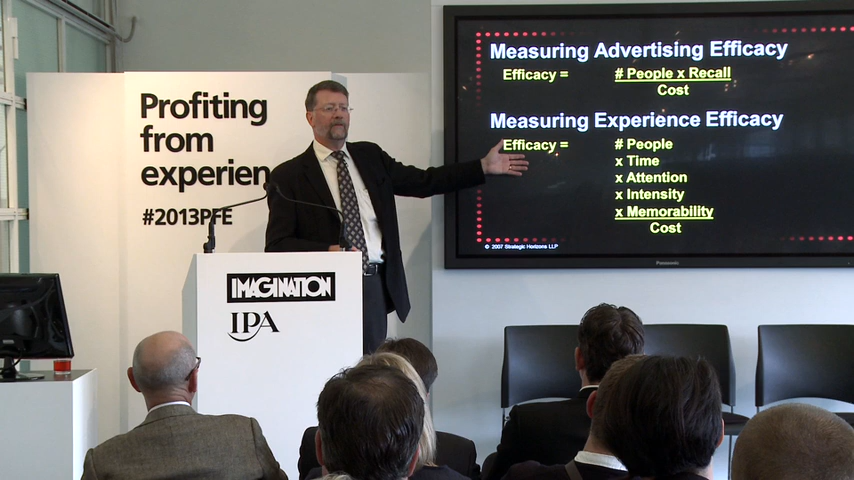 Profiting
from
experien
#2013PFE
IMAGINATION
IPA
Measuring Advertising Efficacy
Efficacy = # People x Recall
Cost
Measuring Experience Efficacy
Efficacy = # People
x Time
x Attention
x Intensity
x Memorability
Cost
© 2007 Strategic Horizons LLP
Panasonic